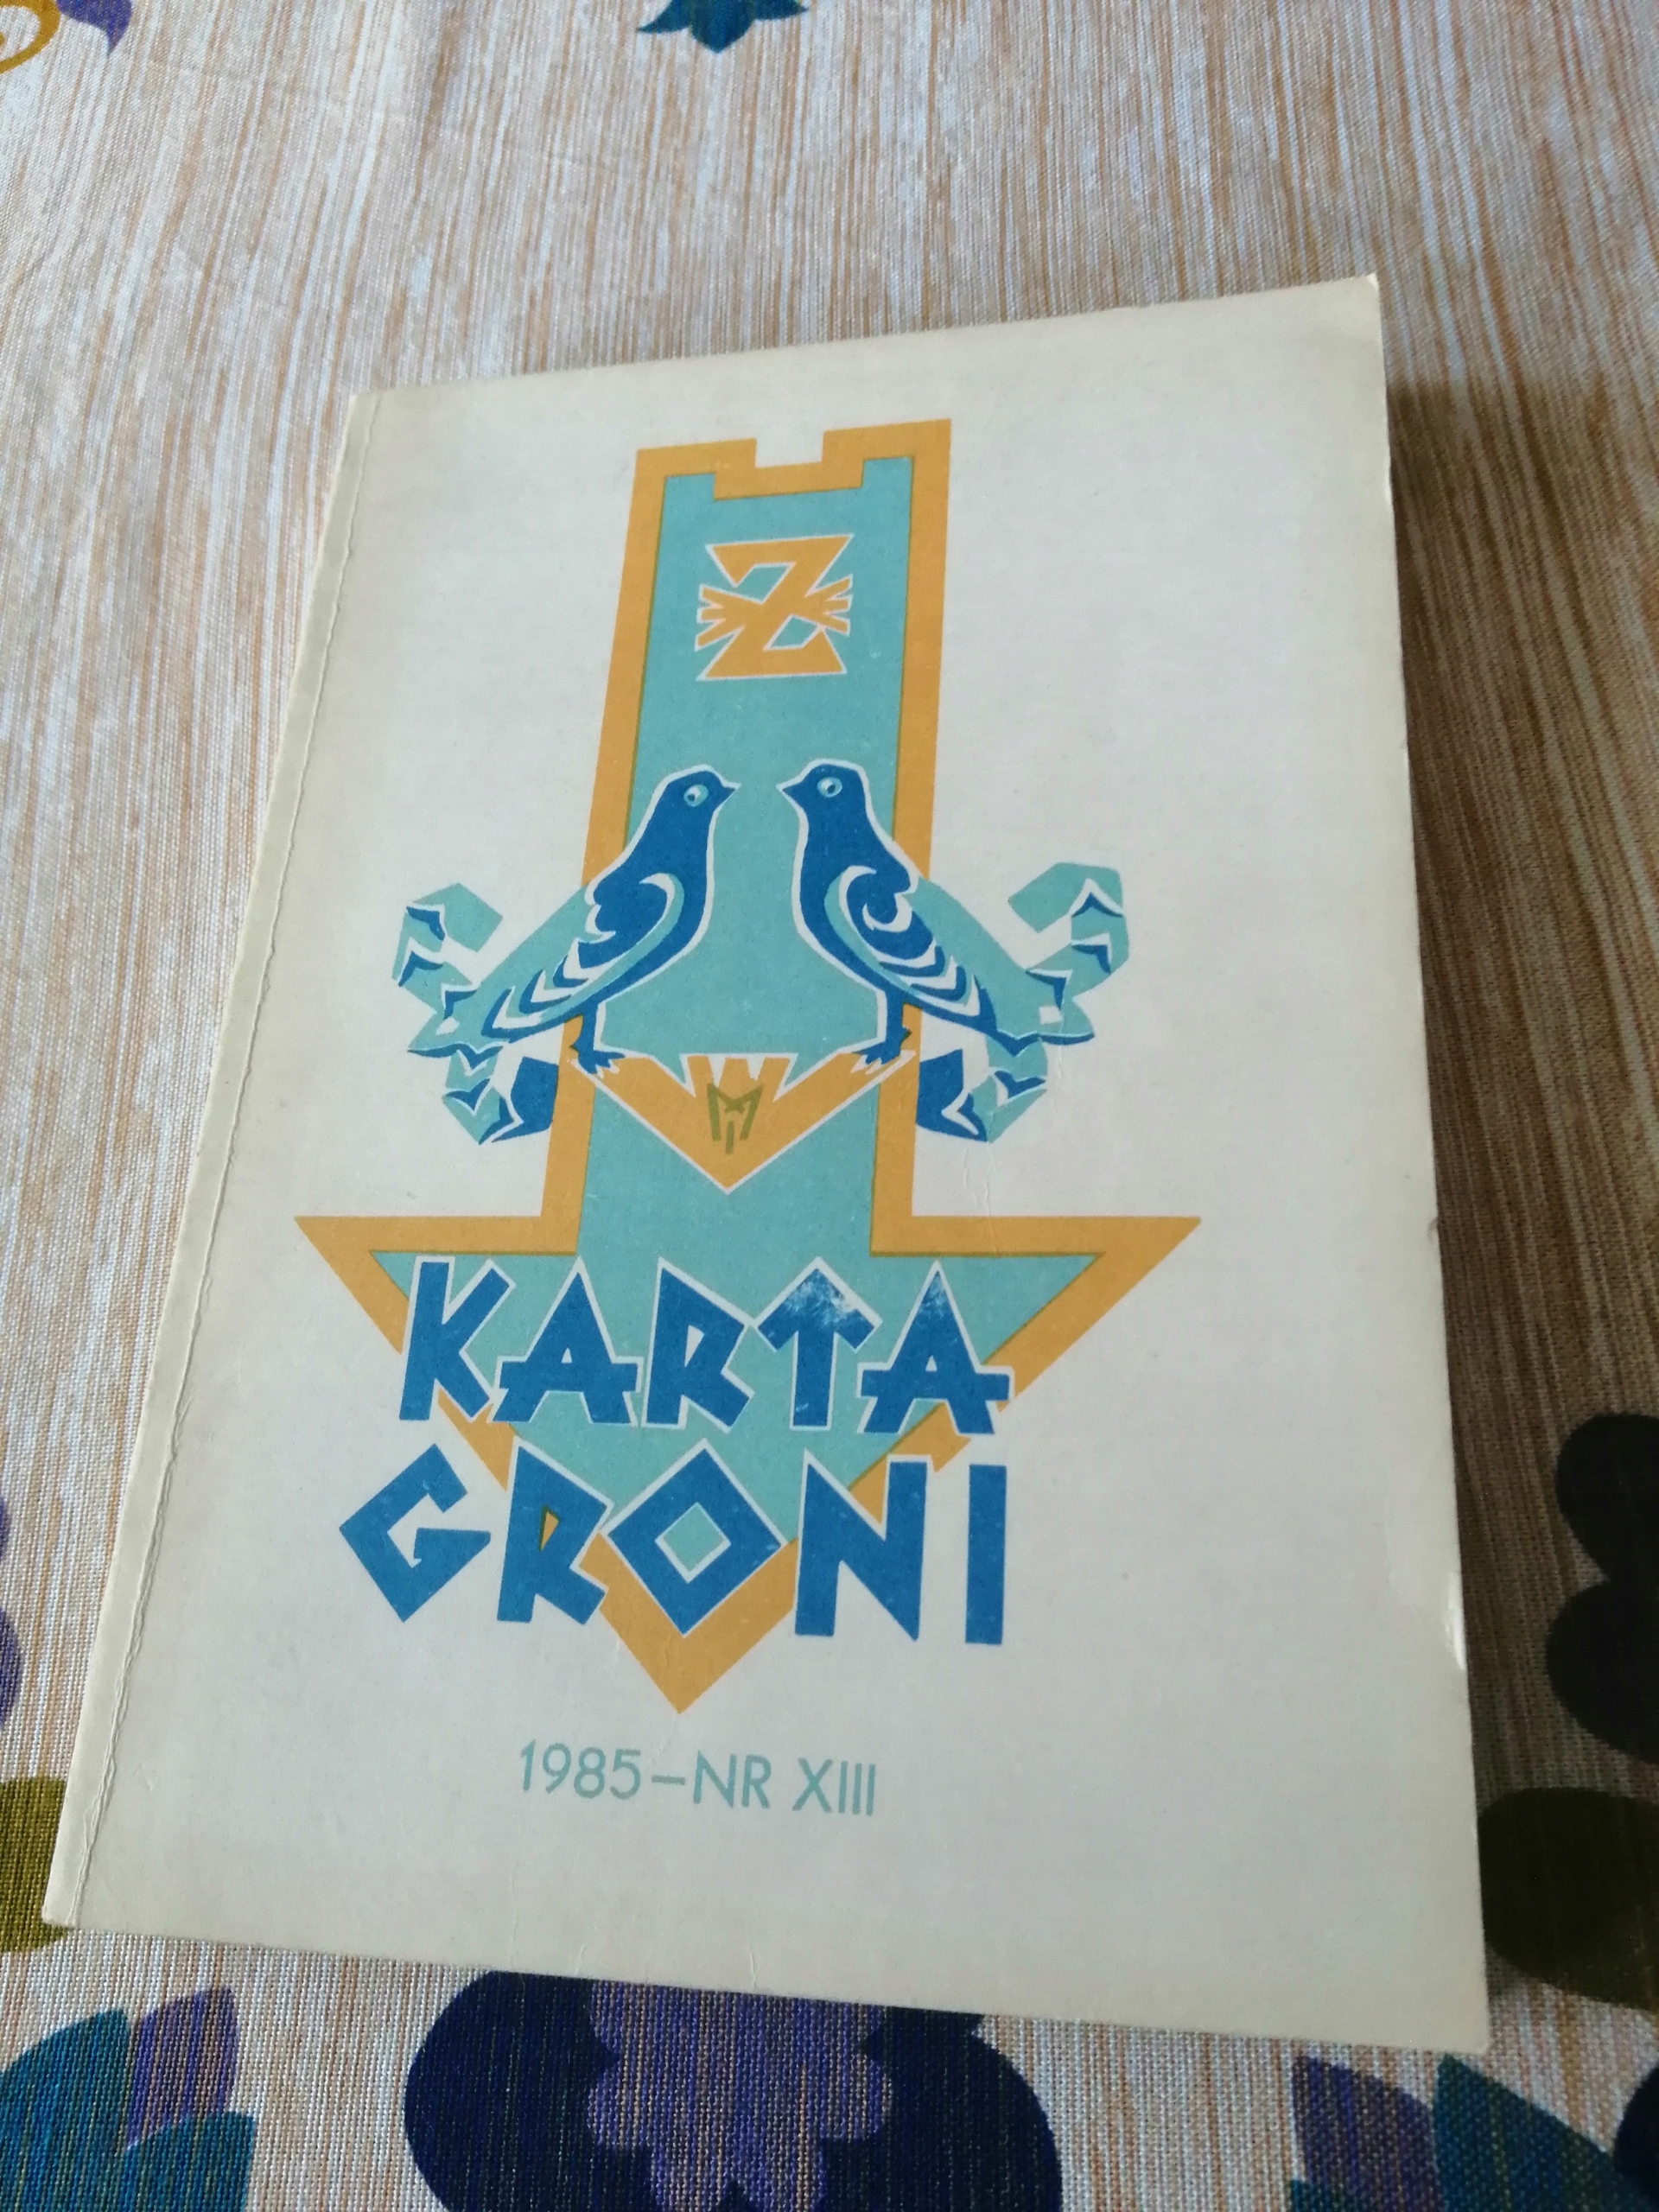 Z
KARTA
GRONI
1985-NR XIII